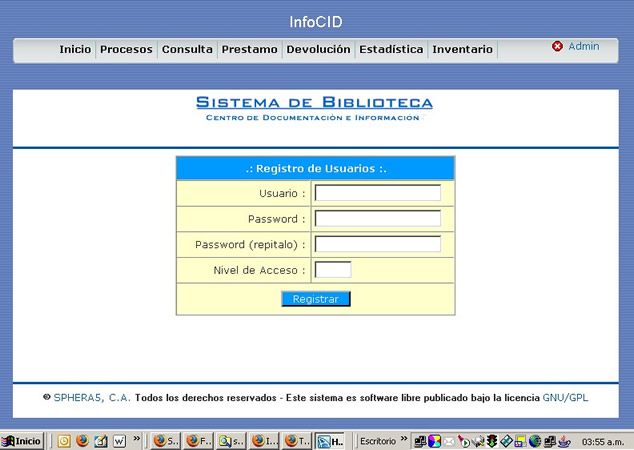 InfoCID
Inicio Procesos Consulta Prestamo Devolución Estadística Inventario Admin
SISTEMA DE BIBLIOTECA
CENTRO DE DOCUMENTACIÓN E INFORMACIÓN
.: Registro de Usuarios :.
Usuario :
Password :
Password (repitalo) :
Nivel de Acceso :
Registrar
SPHERA5, C.A. Todos los derechos reservados - Este sistema es software libre publicado bajo la licencia GNU/GPL
Inicio » S.. F.. s.. I... T.. H.. Escritorio » 03:55 a.m.